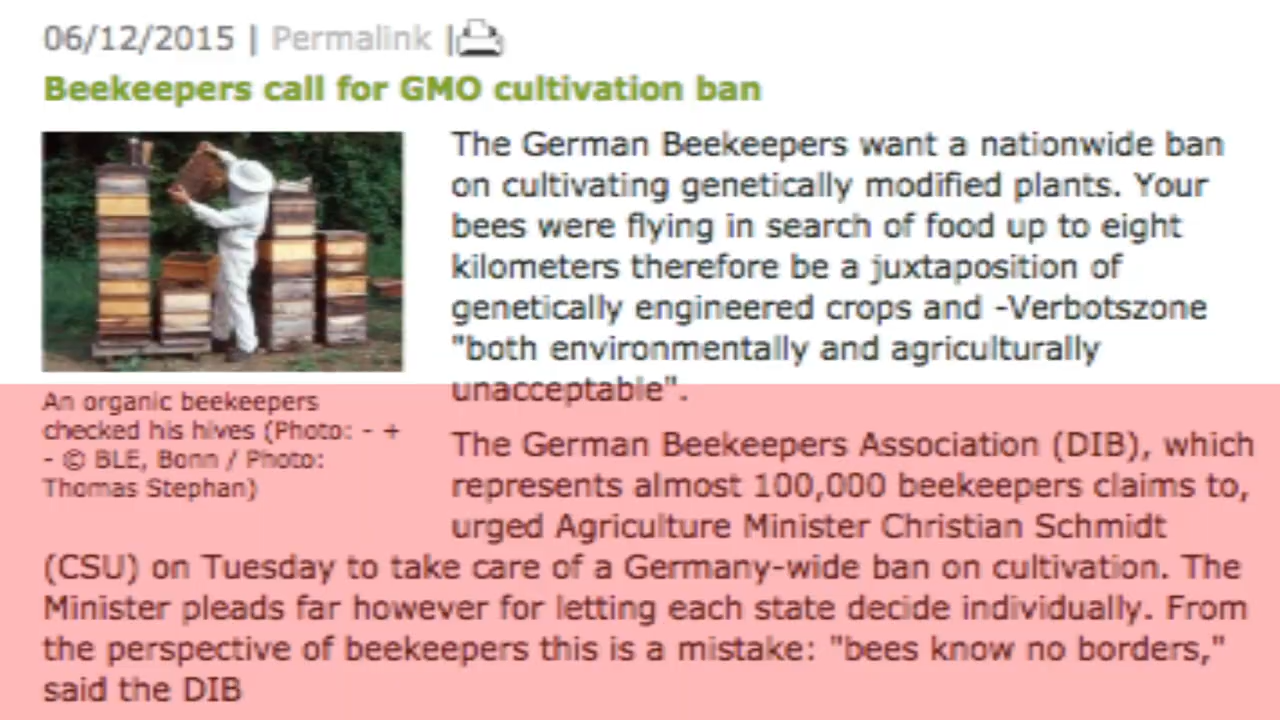 06/12/2015 | Permalink |
Beekeepers call for GMO cultivation ban
The German Beekeepers want a nationwide ban
on cultivating genetically modified plants. Your
bees were flying in search of food up to eight
kilometers therefore be a juxtaposition of
genetically engineered crops and -Verbotszone
"both environmentally and agriculturally
unacceptable".
An organic beekeepers
checked his hives (Photo: - +
- © BLE, Bonn / Photo:
Thomas Stephan)
The German Beekeepers Association (DIB), which
represents almost 100,000 beekeepers claims to,
urged Agriculture Minister Christian Schmidt
(CSU) on Tuesday to take care of a Germany-wide ban on cultivation. The
Minister pleads far however for letting each state decide individually. From
the perspective of beekeepers this is a mistake: "bees know no borders,"
said the DIB